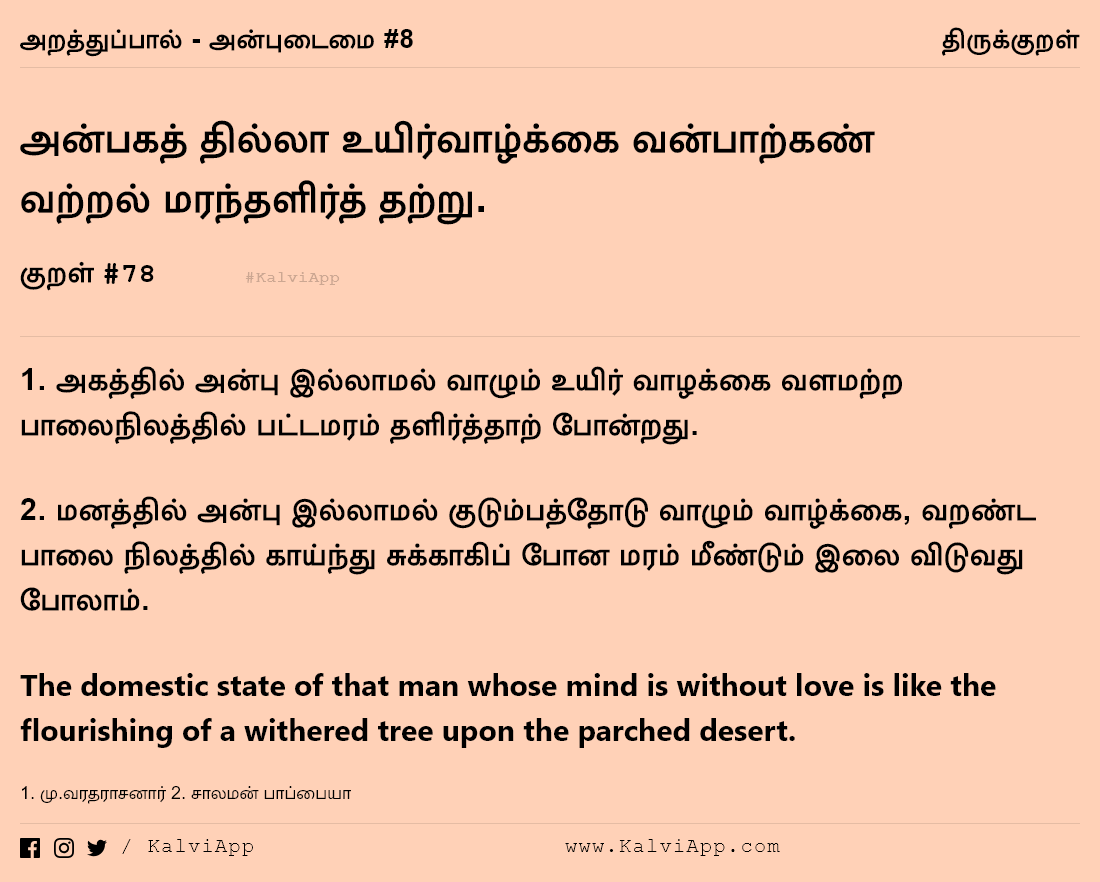 அறத்துப்பால் - அன்புடைமை #8
திருக்குறள்
அன்பகத் தில்லா உயிர்வாழ்க்கை வன்பாற்கண்
வற்றல் மரந்தளிர்த் தற்று.
குறள் #78
#KalviApp
1. அகத்தில் அன்பு இல்லாமல் வாழும் உயிர் வாழக்கை வளமற்ற
பாலைநிலத்தில் பட்டமரம் தளிர்த்தாற் போன்றது.
2. மனத்தில் அன்பு இல்லாமல் குடும்பத்தோடு வாழும் வாழ்க்கை, வறண்ட
பாலை நிலத்தில் காய்ந்து சுக்காகிப் போன மரம் மீண்டும் இலை விடுவது
போலாம்.
The domestic state of that man whose mind is without love is like the
flourishing of a withered tree upon the parched desert.
1. மு.வரதராசனார் 2. சாலமன் பாப்பையா
/ KalviApp
www.KalviApp.com